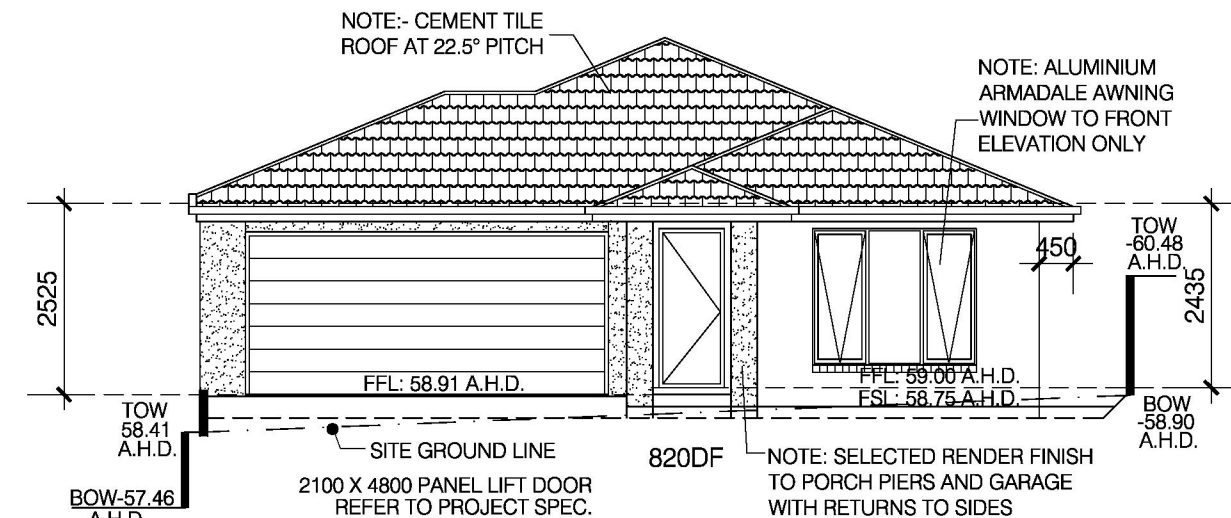 NOTE:- CEMENT TILE
ROOF AT 22.5° PITCH
NOTE: ALUMINIUM
ARMADALE AWNING
WINDOW TO FRONT
ELEVATION ONLY
TOW
-60.48
A.H.D.
450
2525
2435
FFL: 58.91 A.H.D.
FFL: 59.00 A.H.D.
FSL: 58.75 A.H.D.
TOW
58.41
A.H.D.
BOW
-58.90
A.H.D.
SITE GROUND LINE
820DF
NOTE: SELECTED RENDER FINISH
TO PORCH PIERS AND GARAGE
WITH RETURNS TO SIDES
2100 X 4800 PANEL LIFT DOOR
REFER TO PROJECT SPEC.
BOW-57.46
A.H.D.